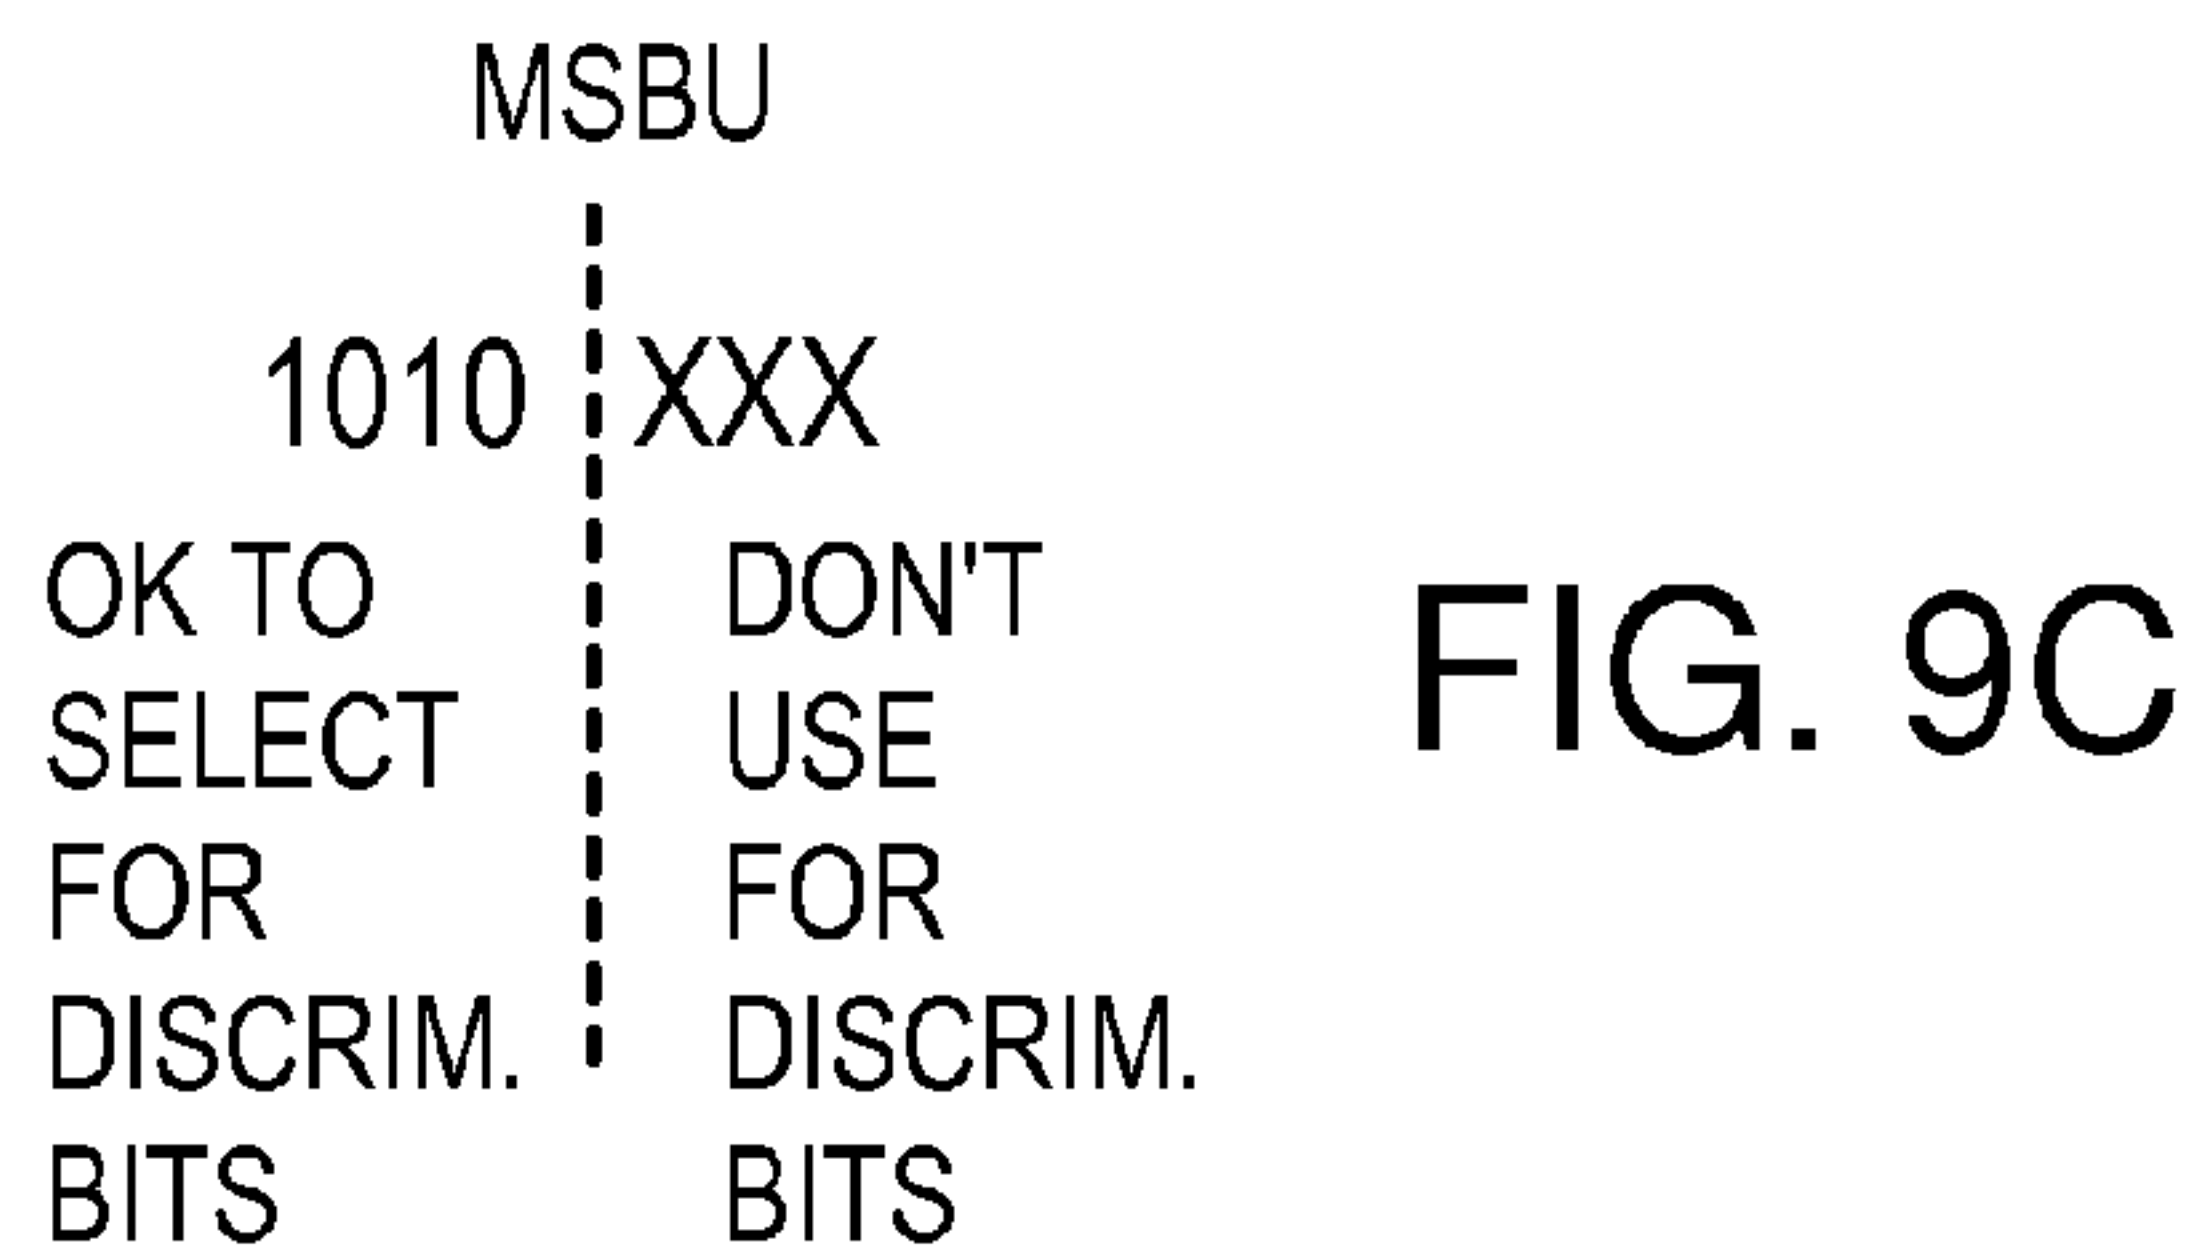 MSBU
1010 XXX
OK TO
SELECT
FOR
DISCRIM.
BITS
DON'T
USE
FOR
DISCRIM.
BITS
FIG. 9C